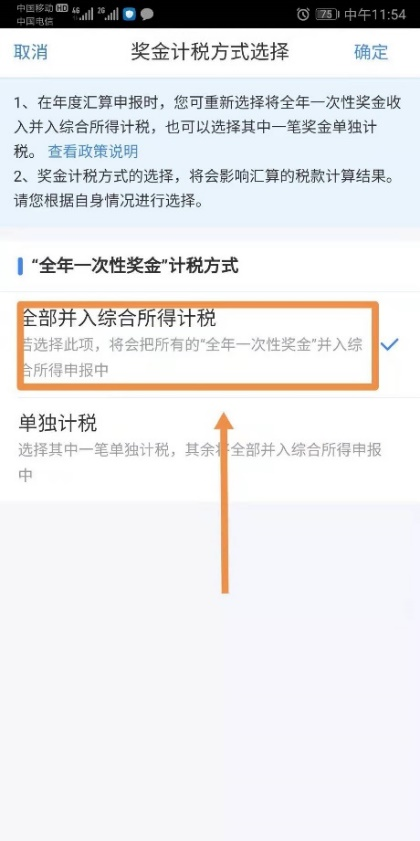 中国移动 HD 4G 2G 75 中午11:54
中国电信
取消 奖金计税方式选择 确定
1、在年度汇算申报时，您可重新选择将全年一次性奖金收
入并入综合所得计税，也可以选择其中一笔奖金单独计
税。 查看政策说明
2、奖金计税方式的选择，将会影响汇算的税款计算结果。
请您根据自身情况进行选择。
“全年一次性奖金”计税方式
全部并入综合所得计税
若选择此项，将会把所有的“全年一次性奖金”并入综
合所得申报中
单独计税
选择其中一笔单独计税，其余将全部并入综合所得申报
中